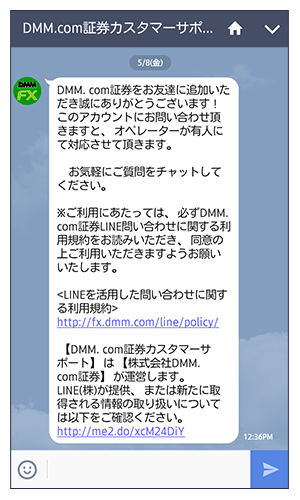 DMM.com証券カスタマーサポ...
5/8(金)
DMM
FX
DMM. com証券をお友達に追加いた
だき誠にありがとうございます！
このアカウントにお問い合わせ頂
きますと、オペレーターが有人に
て対応させて頂きます。
お気軽にご質問をチャットして
ください。
※ご利用にあたっては、必ずDMM.
com証券LINE問い合わせに関する利
用規約をお読みいただき、同意の
上ご利用いただきますようお願い
いたします。
<LINEを活用した問い合わせに関す
る利用規約>
http://fx.dmm.com/line/policy/
【DMM. com証券カスタマーサ
ポート】は【株式会社DMM.
com証券】が運営します。
LINE(株)が提供、または新たに取
得される情報の取り扱いについて
は以下をご確認ください。
http://me2.do/xcM24DiY
12:36PM